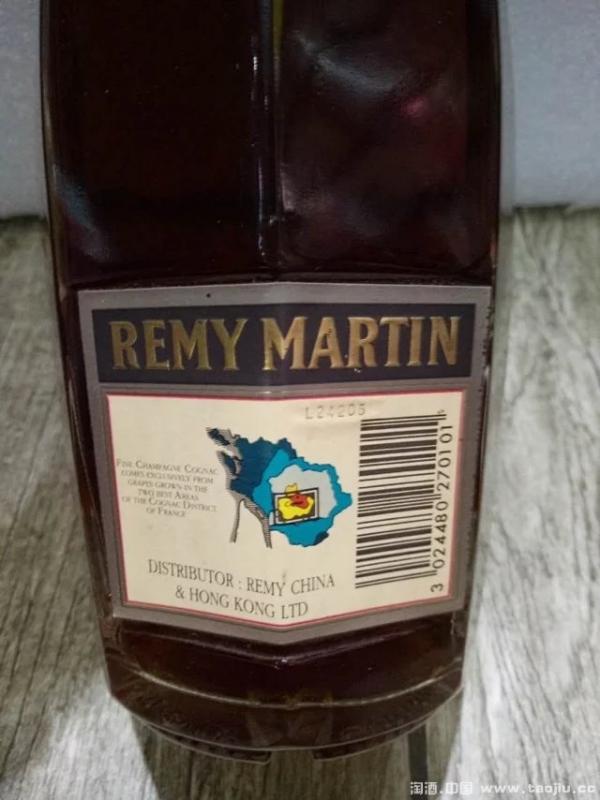 REMY MARTIN
L24205
FINE CHAMPAGNE COGNAC
COMES EXCLUSIVELY FROM
GRAPES GROWN IN THE
TWO BEST AREAS
OF THE COGNAC DISTRICT
OF FRANCE
DISTRIBUTOR : REMY CHINA
& HONG KONG LTD
3 024480 270101
淘酒.中国 www.taojiu.cc